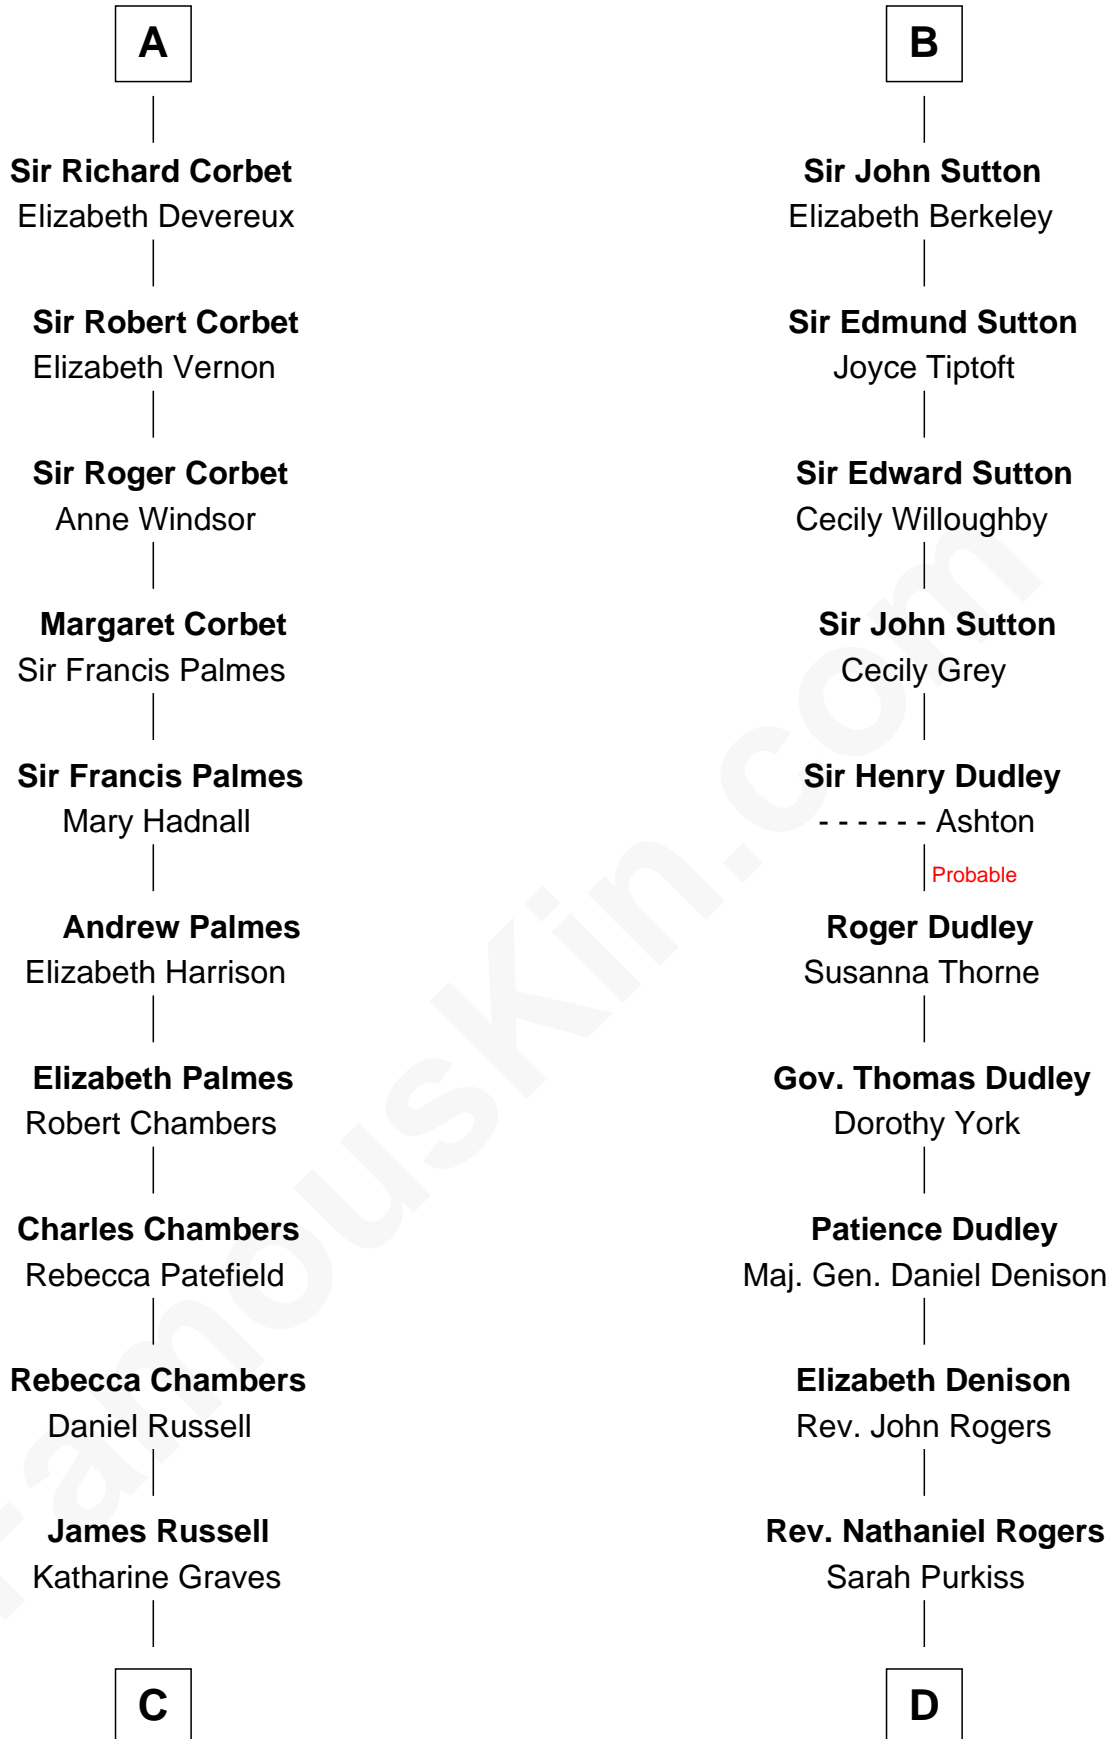 A
Sir Richard Corbet
Elizabeth Devereux
Sir Robert Corbet
Elizabeth Vernon
Sir Roger Corbet
Anne Windsor
Margaret Corbet
Sir Francis Palmes
Sir Francis Palmes
Mary Hadnall
Andrew Palmes
Elizabeth Harrison
Elizabeth Palmes
Robert Chambers
Charles Chambers
Rebecca Patefield
Rebecca Chambers
Daniel Russell
James Russell
Katharine Graves
C
B
Sir John Sutton
Elizabeth Berkeley
Sir Edmund Sutton
Joyce Tiptoft
Sir Edward Sutton
Cecily Willoughby
Sir John Sutton
Cecily Grey
Sir Henry Dudley
- - - - - - Ashton
Probable
Roger Dudley
Susanna Thorne
Gov. Thomas Dudley
Dorothy York
Patience Dudley
Maj. Gen. Daniel Denison
Elizabeth Denison
Rev. John Rogers
Rev. Nathaniel Rogers
Sarah Purkiss
D
FamousKin.com